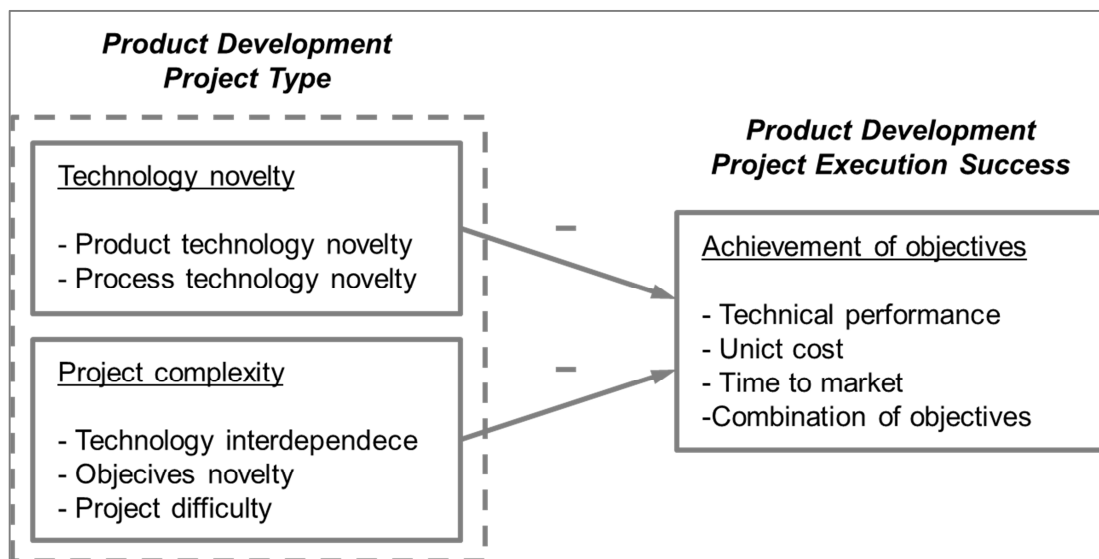 Product Development
Project Type
Technology novelty
- Product technology novelty
- Process technology novelty
Project complexity
- Technology interdependece
- Objecives novelty
- Project difficulty
–
–
Product Development
Project Execution Success
Achievement of objectives
- Technical performance
- Unict cost
- Time to market
-Combination of objectives